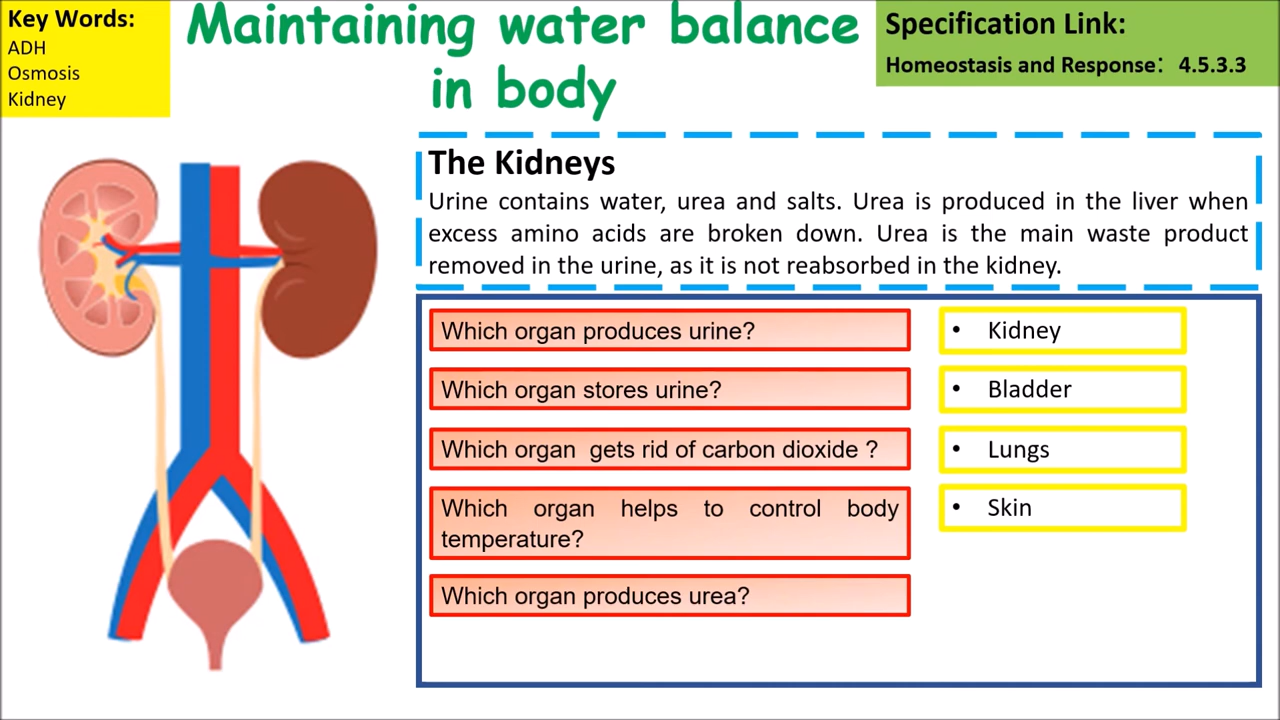 Key Words:
ADH
Osmosis
Kidney
Maintaining water balance
in body
Specification Link:
Homeostasis and Response: 4.5.3.3
The Kidneys
Urine contains water, urea and salts. Urea is produced in the liver when
excess amino acids are broken down. Urea is the main waste product
removed in the urine, as it is not reabsorbed in the kidney.
Which organ produces urine?
• Kidney
Which organ stores urine?
• Bladder
Which organ gets rid of carbon dioxide ?
• Lungs
Which organ helps to control body
temperature?
• Skin
Which organ produces urea?